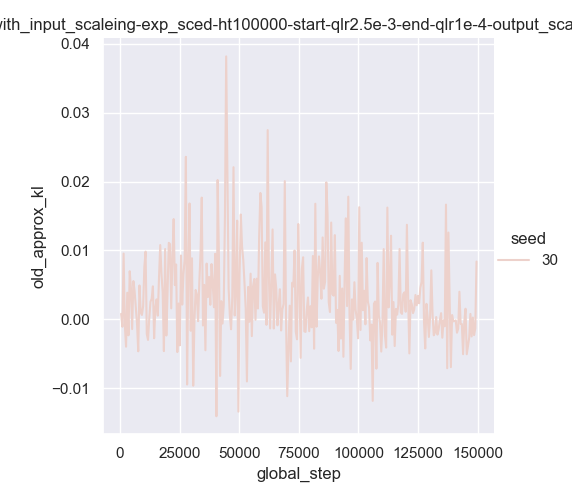 with_input_scaleing-exp_sced-ht100000-start-qlr2.5e-3-end-qlr1e-4-output_sca
0.04
0.03
0.02
0.01
0.00
−0.01
old_approx_kl
0 25000 50000 75000 100000 125000 150000
global_step
seed
30